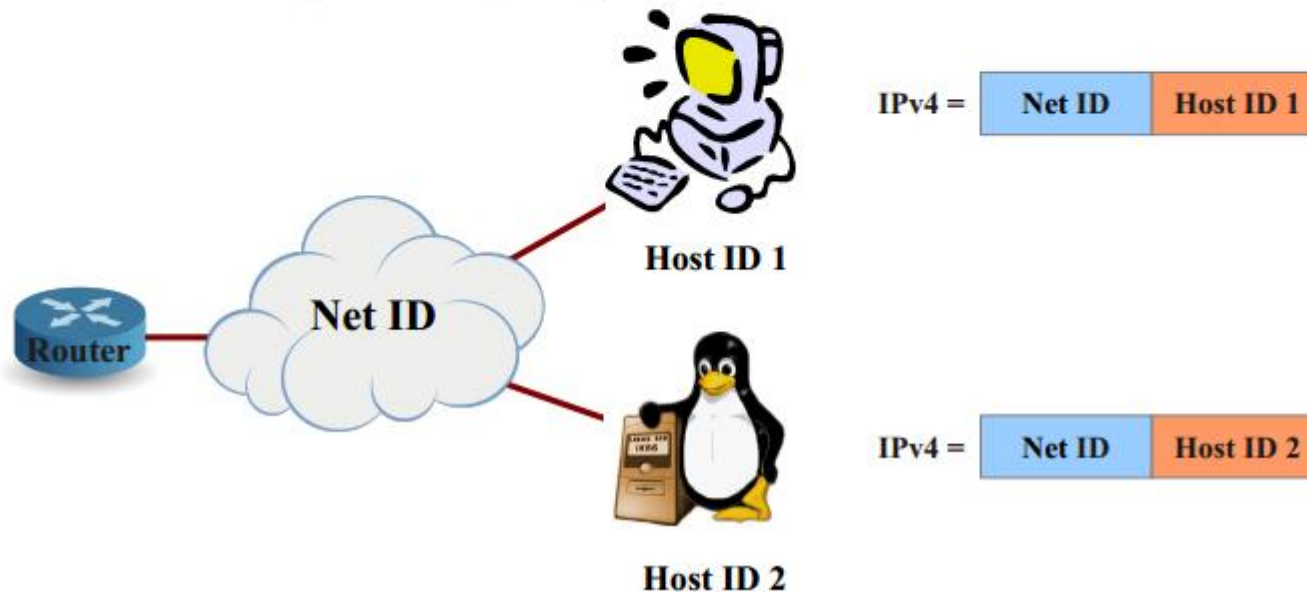 IPv4 = Net ID Host ID 1
Host ID 1
Net ID
Router
IPv4 = Net ID Host ID 2
Host ID 2